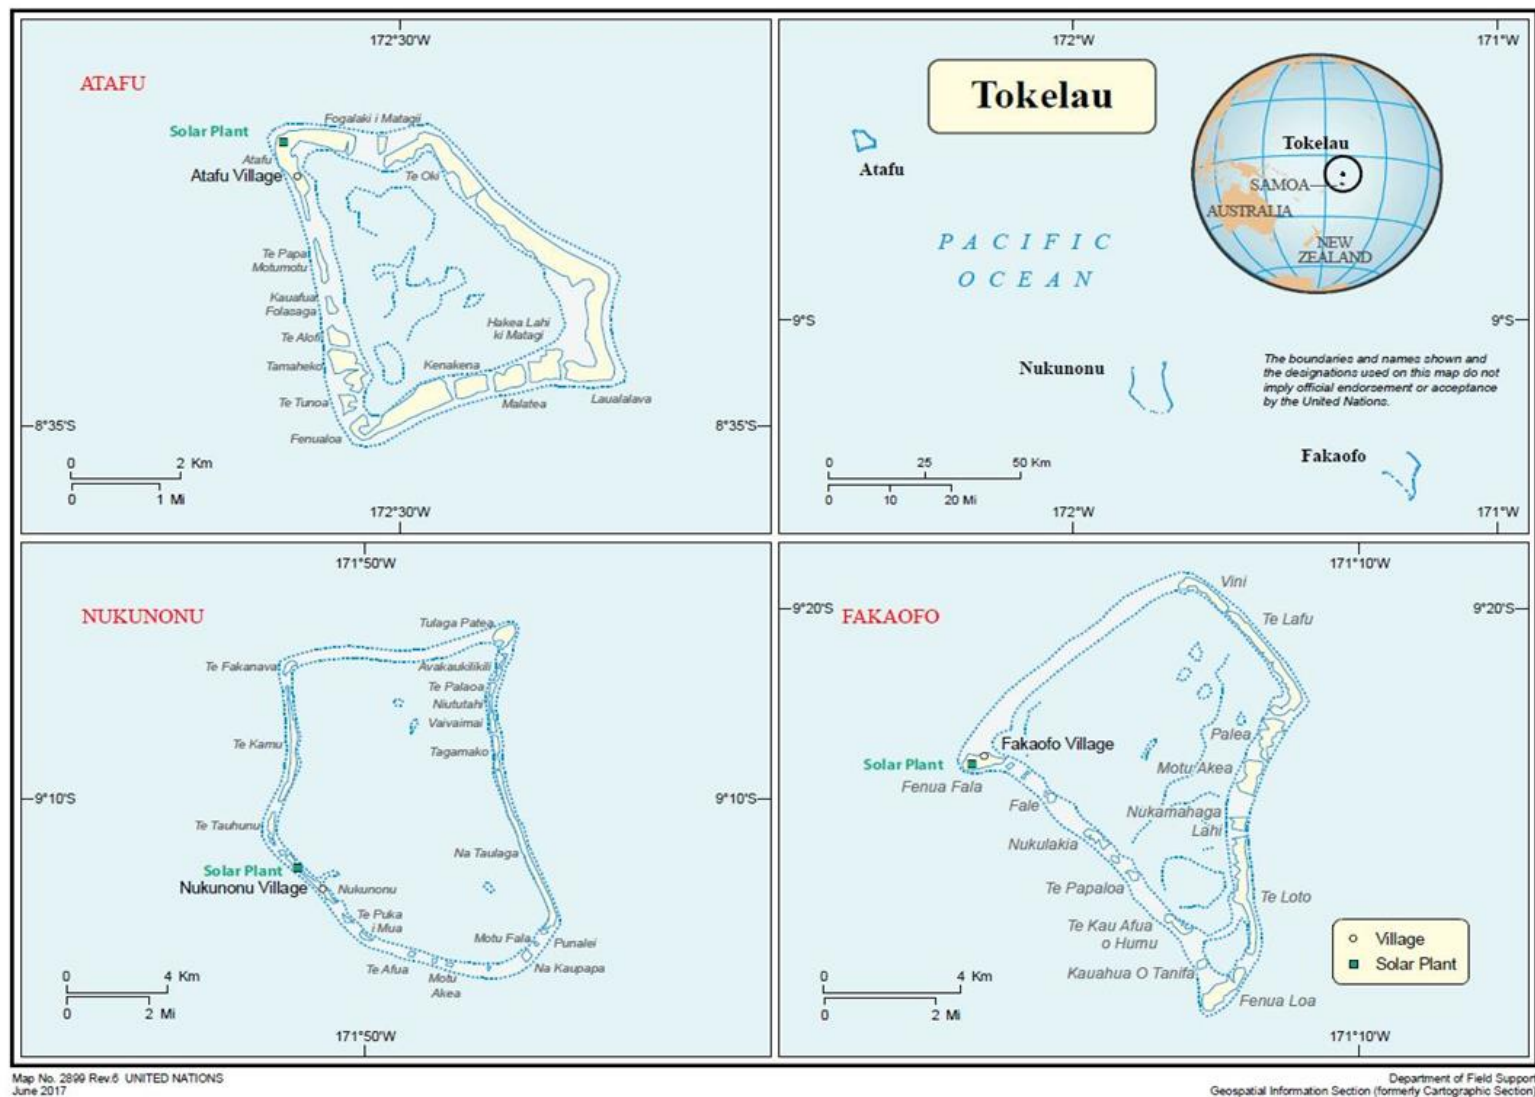 172°30'W
ATAFU
Solar Plant
Fogalaki i Matagi
Atafu
Atafu Village
Te Oki
Te Papa
Motumotu
Kauafua
Folasaga
Te Alofi
Tamaheko
Te Tunoa
Fenualoa
Hakea Lahi
ki Matagi
Kenakena
Malatea
Laualalava
8°35'S
8°35'S
0 2 Km
0 1 Mi
172°30'W
172°W
171°W
Tokelau
Atafu
PACIFIC
OCEAN
Tokelau
SAMOA
AUSTRALIA
NEW
ZEALAND
9°S
9°S
Nukunonu
The boundaries and names shown and
the designations used on this map do not
imply official endorsement or acceptance
by the United Nations.
Fakaofo
0 25 50 Km
0 10 20 Mi
172°W
171°W
171°50'W
NUKUNONU
Tulaga Patea
Te Fakanava
Avakaukilikili
Te Palaoa
Niututahi
Vaivaimai
Te Kamu
Tagamako
9°10'S
9°10'S
Te Tauhunu
Na Taulaga
Solar Plant
Nukunonu Village
Nukunonu
Te Puka
i Mua
Motu Fala
Punalei
Te Afua
Motu
Akea
Na Kaupapa
0 4 Km
0 2 Mi
171°50'W
171°10'W
9°20'S
9°20'S
FAKAOFO
Vini
Te Lafu
Palea
Fakaofo Village
Solar Plant
Fenua Fala
Motu Akea
Fale
Nukamahaga
Lahi
Nukulakia
Te Papaloa
Te Loto
Te Kau Afua
o Humu
Kauahua O Tanifa
Fenua Loa
Village
Solar Plant
0 4 Km
0 2 Mi
171°10'W
Map No. 2899 Rev.6 UNITED NATIONS
June 2017
Department of Field Support
Geospatial Information Section (formerly Cartographic Section)